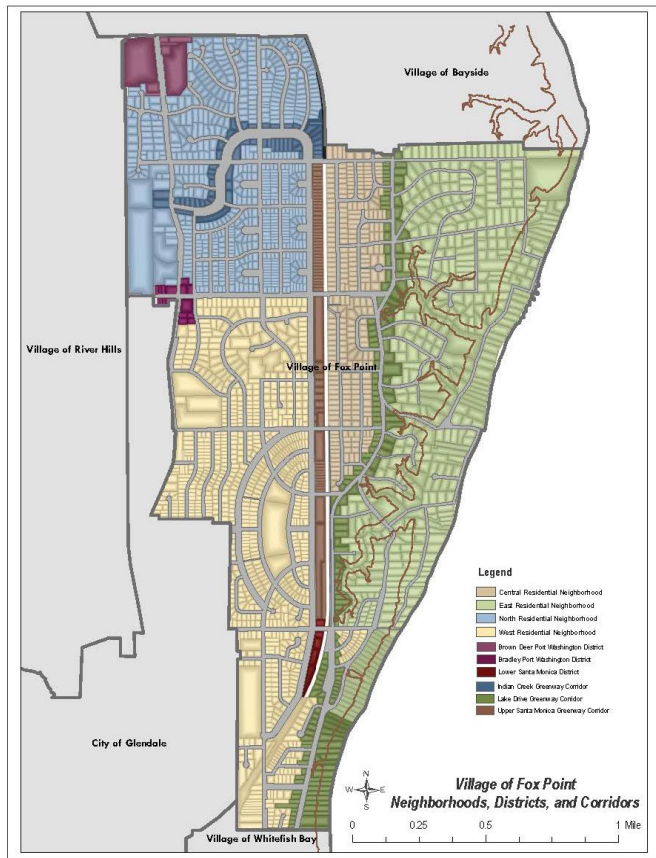 Village of Bayside
Village of River Hills
Village of Fox Point
Legend
Central Residential Neighborhood
East Residential Neighborhood
North Residential Neighborhood
West Residential Neighborhood
Brown Deer Port Washington District
Bradley Port Washington District
Lower Santa Monica District
Indian Creek Greenway Corridor
Lake Drive Greenway Corridor
Upper Santa Monica Greenway Corridor
City of Glendale
N
W E
S
Village of Fox Point
Neighborhoods, Districts, and Corridors
Village of Whitefish Bay
0 0.25 0.5 1 Mile